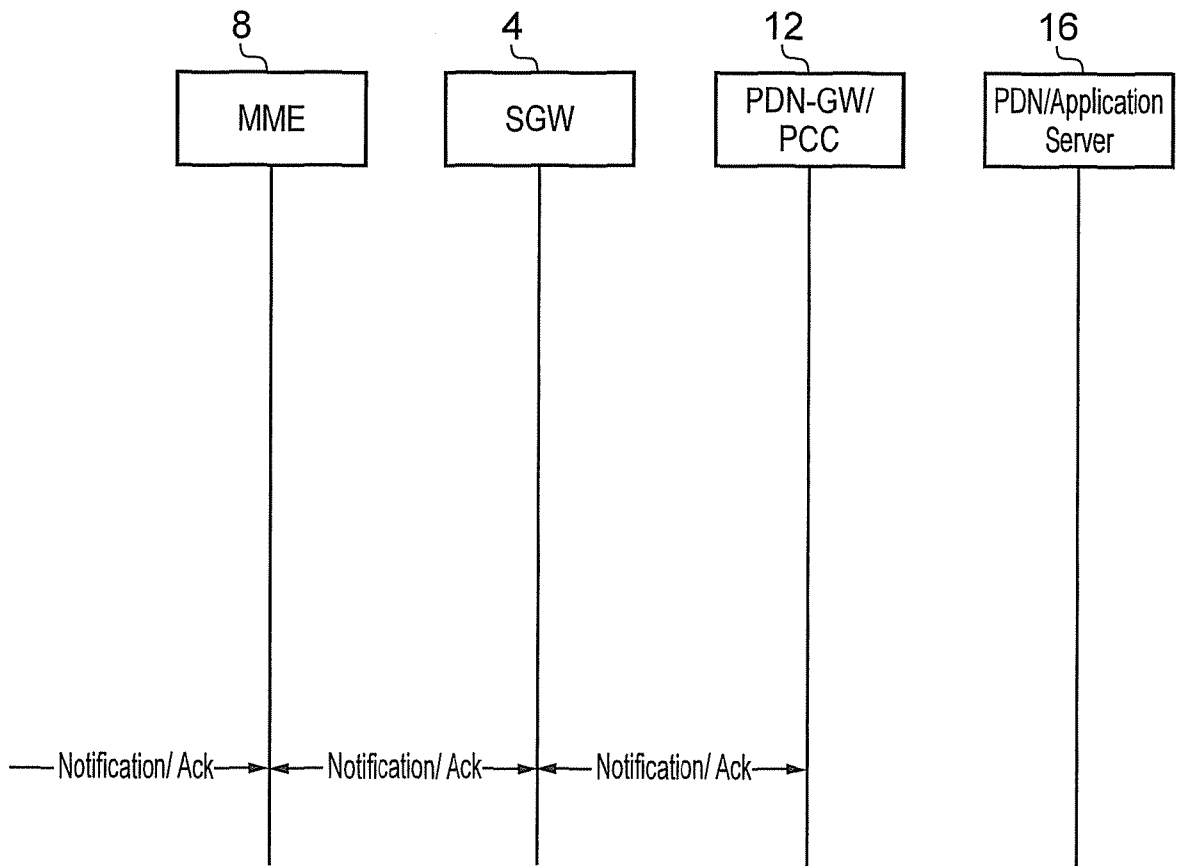 8 4 12 16
MME SGW PDN-GW/ PDN/Application
PCC Server
Notification/ Ack Notification/ Ack Notification/ Ack